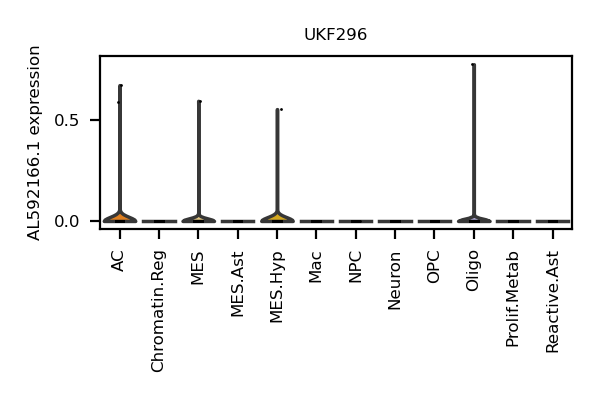 UKF296
AL592166.1 expression
0.5
0.0
AC
Chromatin.Reg
MES
MES.Ast
MES.Hyp
Mac
NPC
Neuron
OPC
Oligo
Prolif.Metab
Reactive.Ast